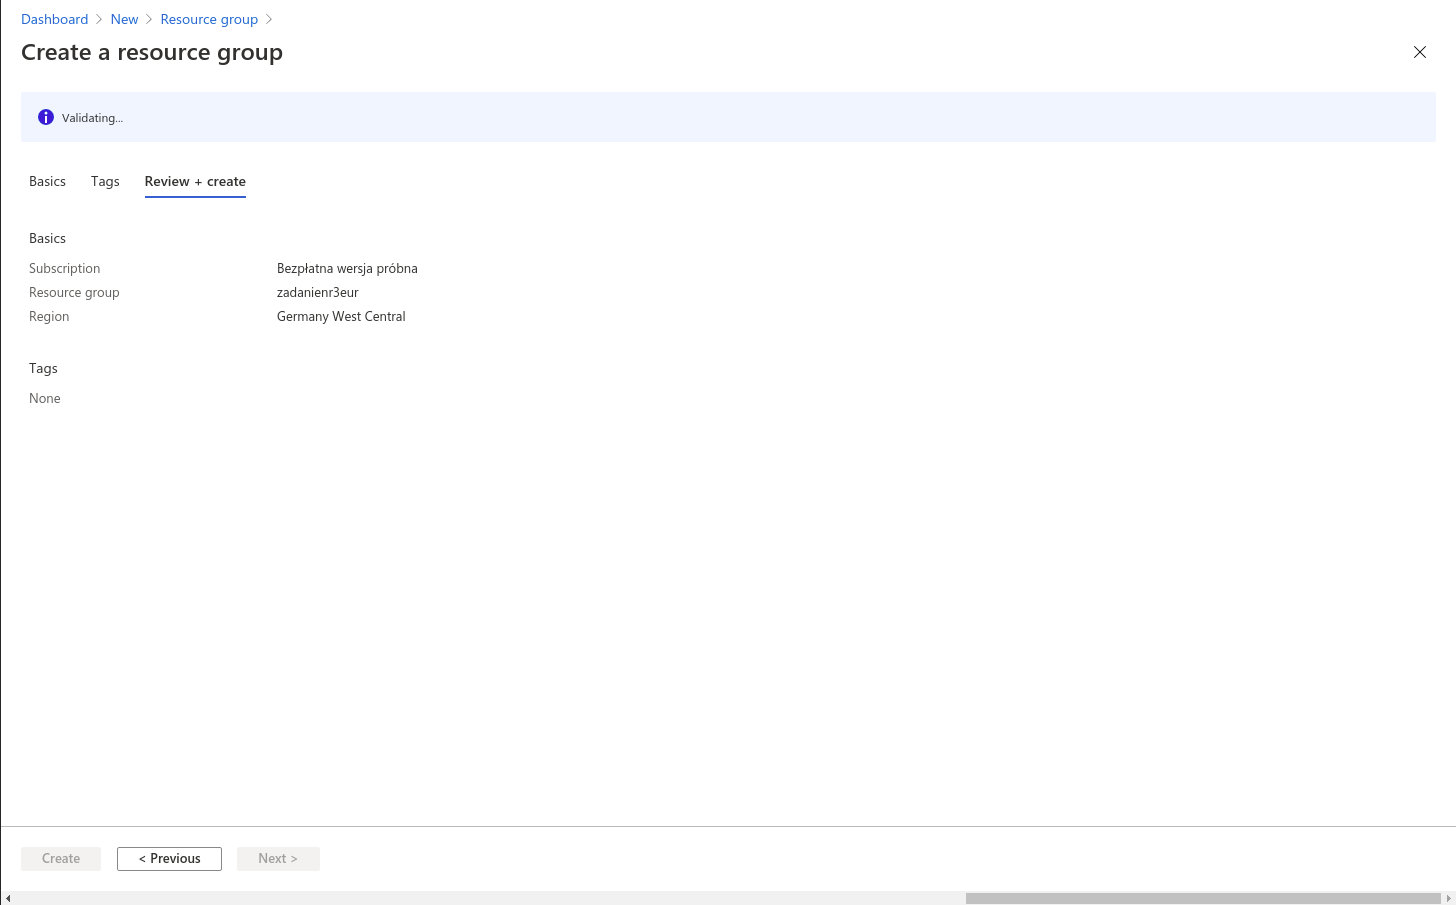 Dashboard > New > Resource group >
Create a resource group
Validating...
Basics Tags Review + create
Basics
Subscription Bezpłatna wersja próbna
Resource group zadanienr3eur
Region Germany West Central
Tags
None
Create < Previous Next >